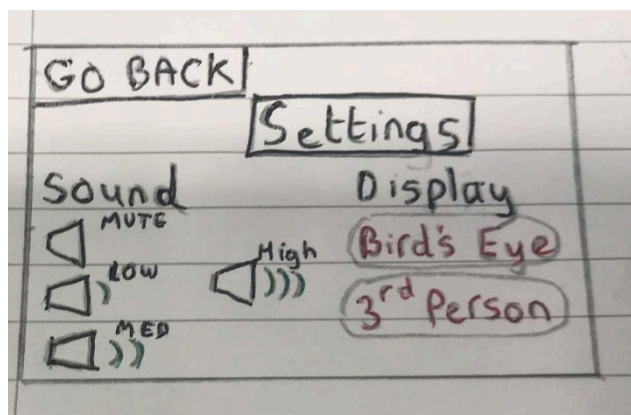 GO BACK
Settings
Sound
MUTE
LOW
MED
High
Display
Bird's Eye
3rd Person